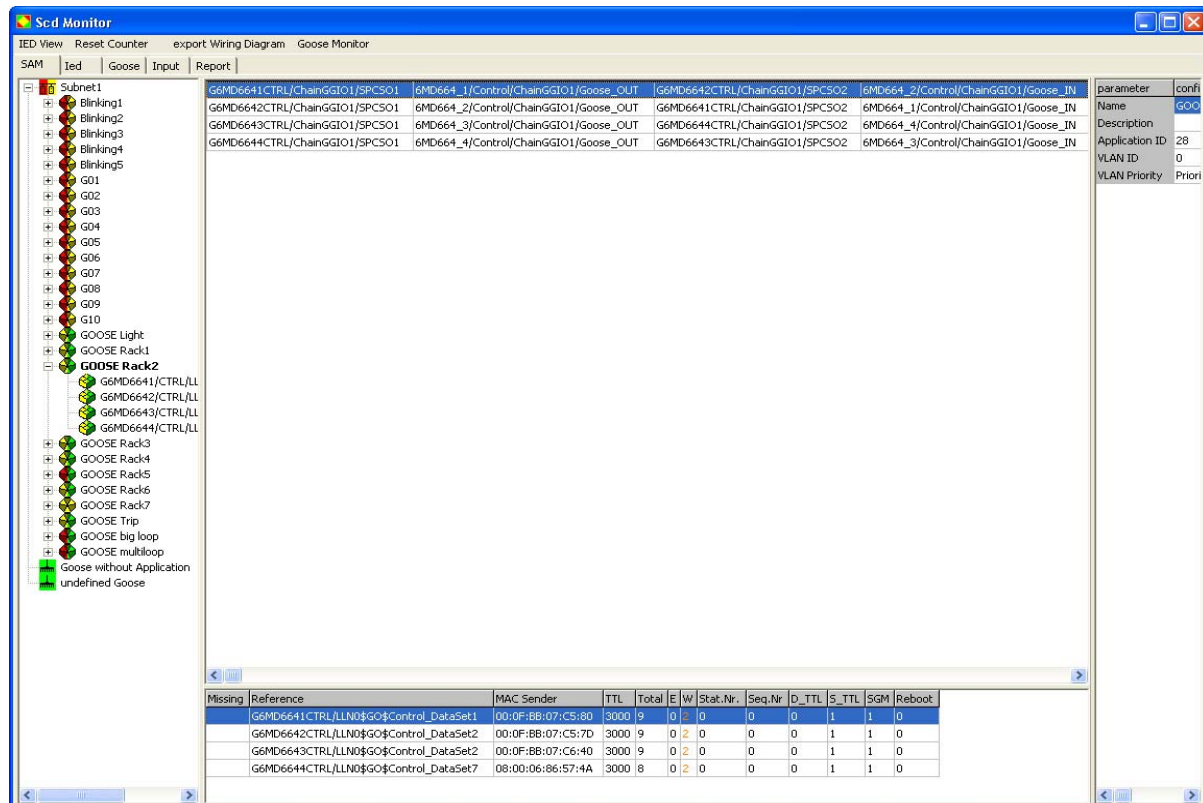 Scd Monitor
IED View Reset Counter export Wiring Diagram Goose Monitor
SAM Ied Goose Input Report
Subnet1
Blinking1
Blinking2
Blinking3
Blinking4
Blinking5
G01
G02
G03
G04
G05
G06
G07
G08
G09
G10
GOOSE Light
GOOSE Rack1
GOOSE Rack2
G6MD6641/CTRL/LL
G6MD6642/CTRL/LL
G6MD6643/CTRL/LL
G6MD6644/CTRL/LL
GOOSE Rack3
GOOSE Rack4
GOOSE Rack5
GOOSE Rack6
GOOSE Rack7
GOOSE Trip
GOOSE big loop
GOOSE multiloop
Goose without Application
undefined Goose
G6MD6641CTRL/ChainGGIO1/SPCSO1 6MD664_1/Control/ChainGGIO1/Goose_OUT G6MD6642CTRL/ChainGGIO1/SPCSO2 6MD664_2/Control/ChainGGIO1/Goose_IN
G6MD6642CTRL/ChainGGIO1/SPCSO1 6MD664_2/Control/ChainGGIO1/Goose_OUT G6MD6641CTRL/ChainGGIO1/SPCSO2 6MD664_1/Control/ChainGGIO1/Goose_IN
G6MD6643CTRL/ChainGGIO1/SPCSO1 6MD664_3/Control/ChainGGIO1/Goose_OUT G6MD6644CTRL/ChainGGIO1/SPCSO2 6MD664_4/Control/ChainGGIO1/Goose_IN
G6MD6644CTRL/ChainGGIO1/SPCSO1 6MD664_4/Control/ChainGGIO1/Goose_OUT G6MD6643CTRL/ChainGGIO1/SPCSO2 6MD664_3/Control/ChainGGIO1/Goose_IN
parameter confi
Name GOO
Description
Application ID 28
VLAN ID 0
VLAN Priority Priori
Missing Reference MAC Sender TTL Total E W Stat.Nr. Seq.Nr D_TTL S_TTL SGM Reboot
G6MD6641CTRL/LLN0$GO$Control_DataSet1 00:0F:BB:07:C5:80 3000 9 0 2 0 0 0 1 1 0
G6MD6642CTRL/LLN0$GO$Control_DataSet2 00:0F:BB:07:C5:7D 3000 9 0 2 0 0 0 1 1 0
G6MD6643CTRL/LLN0$GO$Control_DataSet2 00:0F:BB:07:C6:40 3000 9 0 2 0 0 0 1 1 0
G6MD6644CTRL/LLN0$GO$Control_DataSet7 08:00:06:86:57:4A 3000 8 0 2 0 0 0 1 1 0